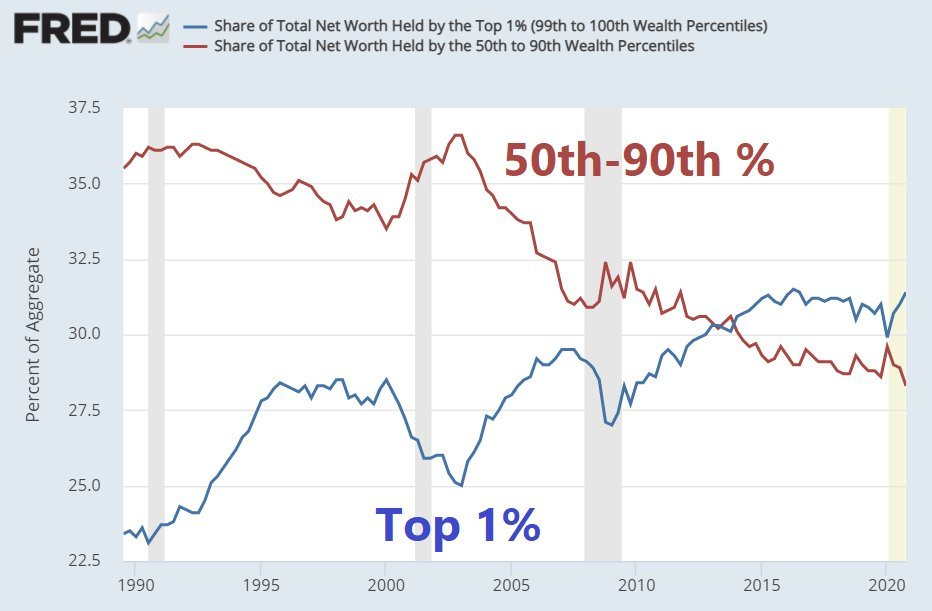 FRED
Share of Total Net Worth Held by the Top 1% (99th to 100th Wealth Percentiles)
Share of Total Net Worth Held by the 50th to 90th Wealth Percentiles
37.5
35.0
32.5
30.0
27.5
25.0
22.5
Percent of Aggregate
50th-90th %
Top 1%
1990
1995
2000
2005
2010
2015
2020